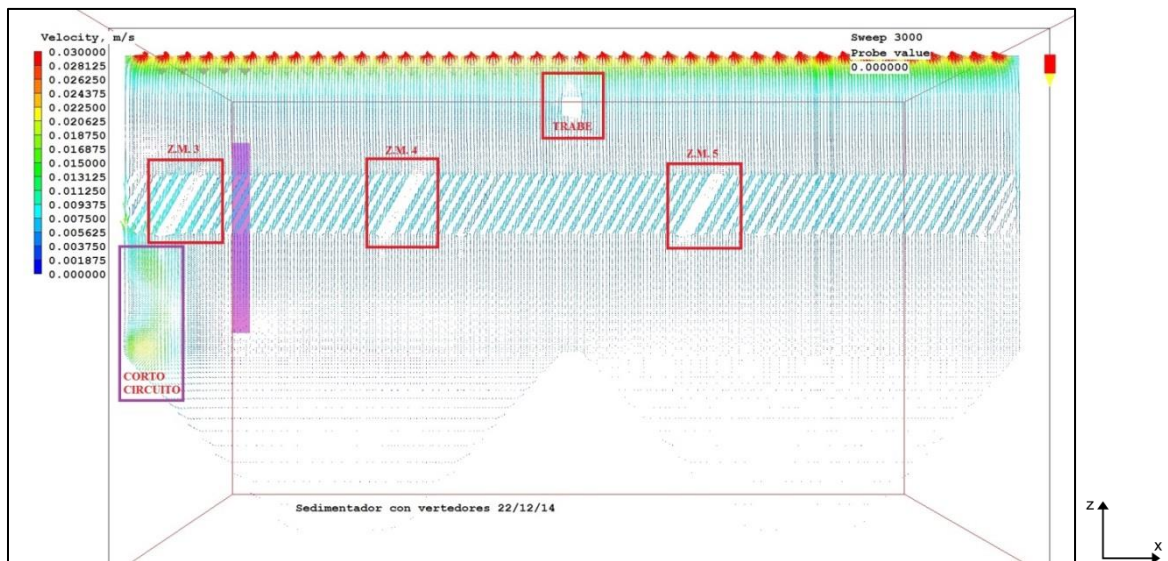 Velocity, m/s
0.030000
0.028125
0.026250
0.024375
0.022500
0.020625
0.018750
0.016875
0.015000
0.013125
0.011250
0.009375
0.007500
0.005625
0.003750
0.001875
0.000000
Sweep 3000
Probe value
0.000000
TRABE
Z.M. 3
Z.M. 4
Z.M. 5
CORTO
CIRCUITO
Sedimentador con vertedores 22/12/14
Z
X